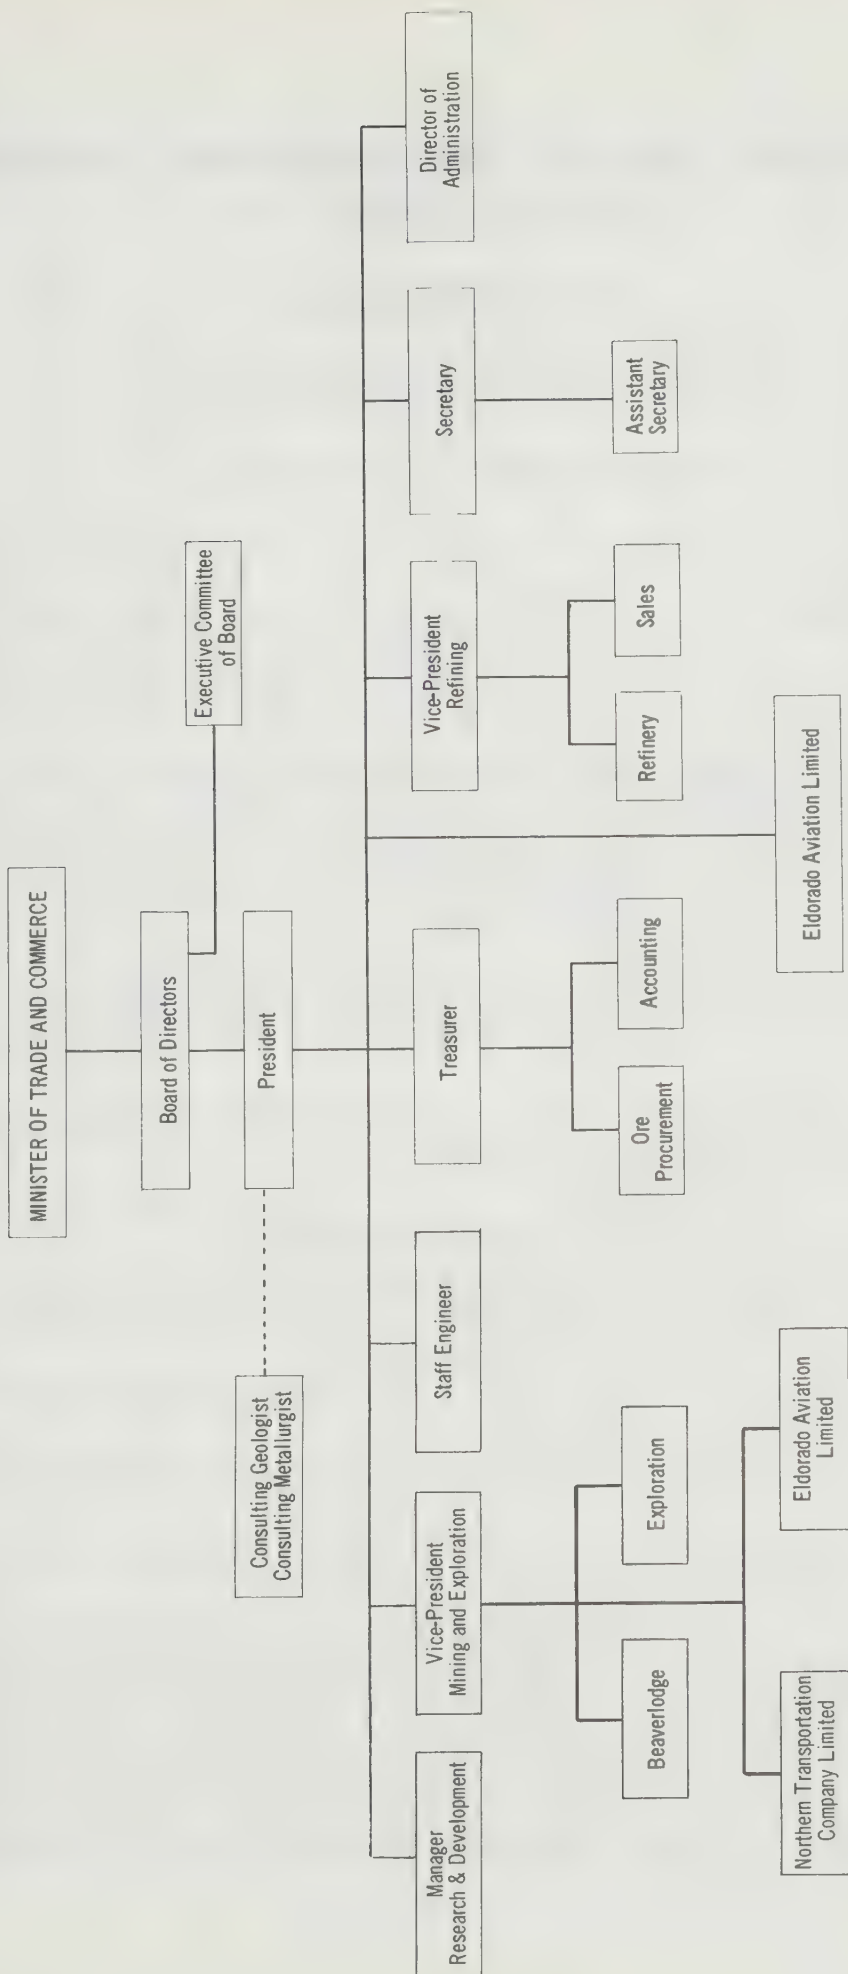 MINISTER OF TRADE AND COMMERCE
Board of Directors
Executive Committee
of Board
President
Consulting Geologist
Consulting Metallurgist
Manager
Research & Development
Vice-President
Mining and Exploration
Staff Engineer
Treasurer
Vice-President
Refining
Secretary
Director of
Administration
Beaverlodge
Exploration
Ore
Procurement
Accounting
Refinery
Sales
Assistant
Secretary
Northern Transportation
Company Limited
Eldorado Aviation
Limited
Eldorado Aviation Limited